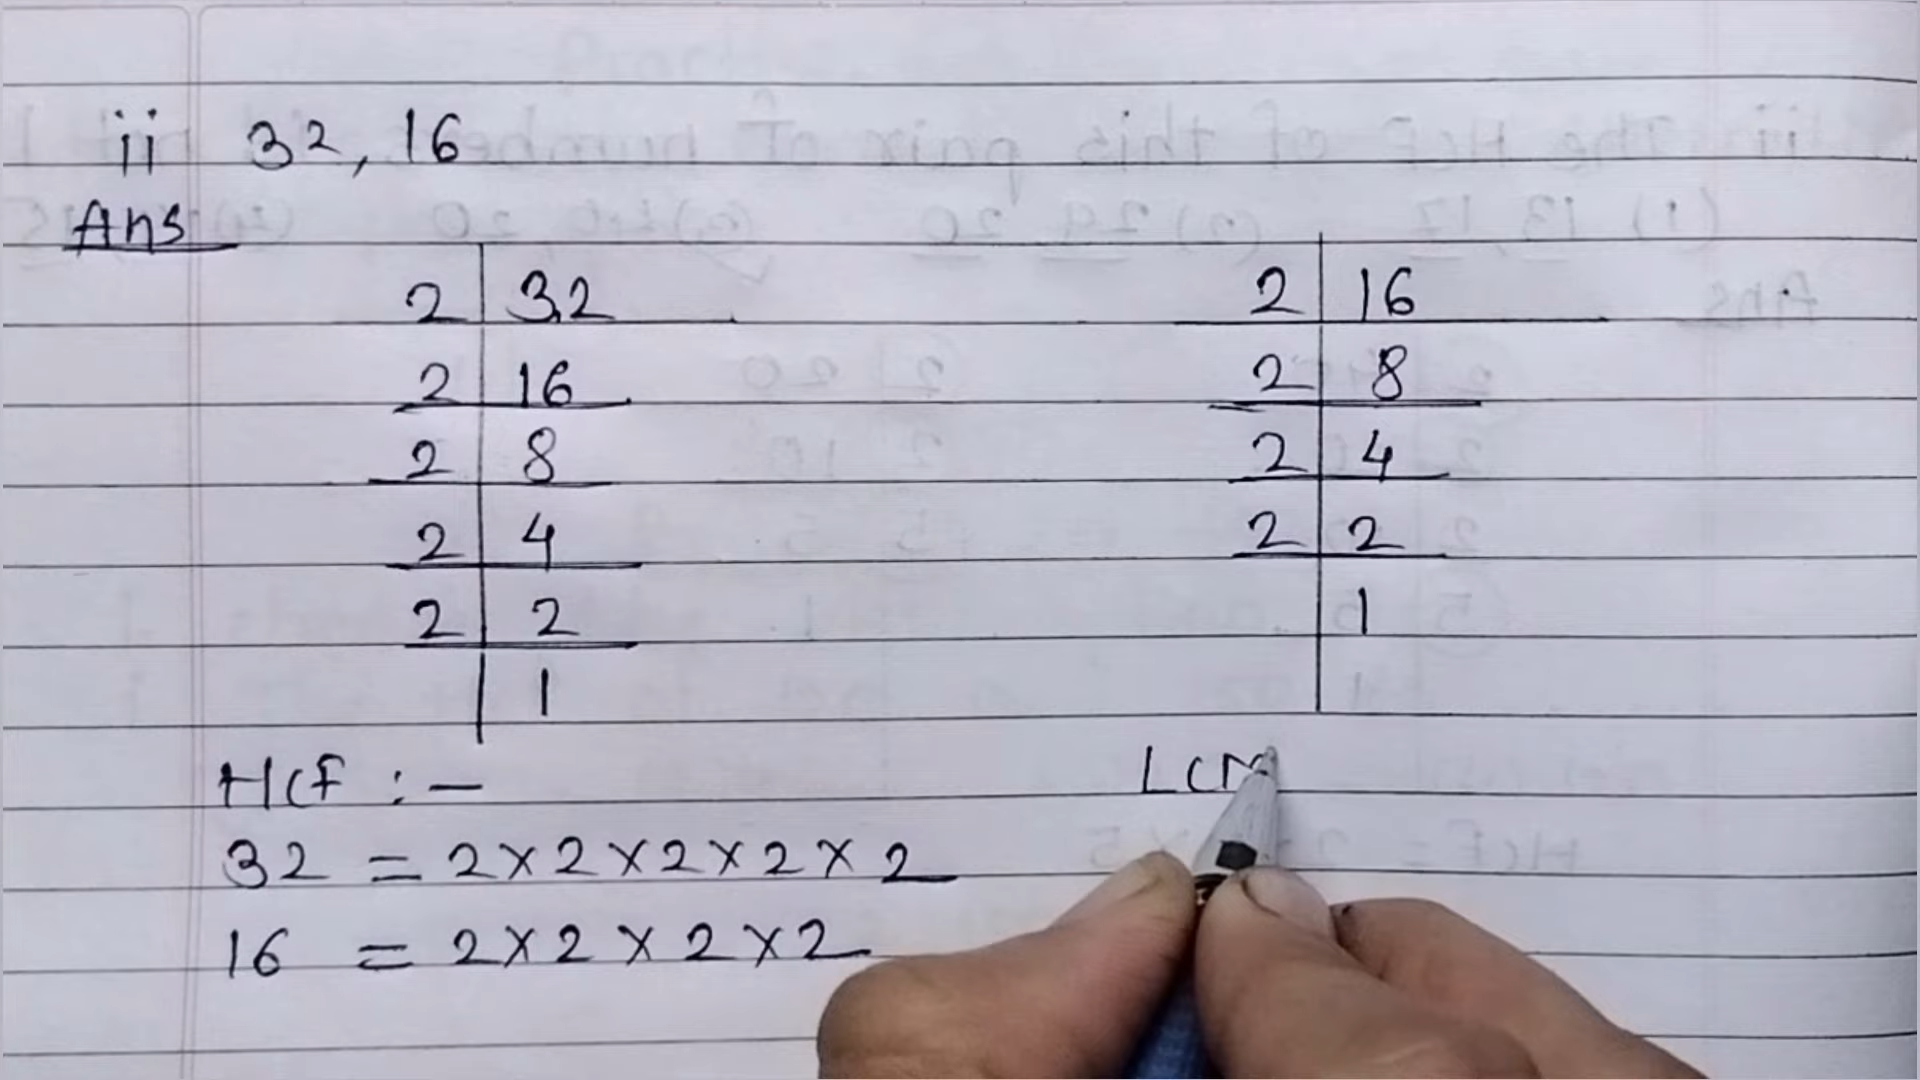 ii 32, 16
Ans
2 | 32 2 | 16
2 | 16 2 | 8
2 | 8 2 | 4
2 | 4 2 | 2
2 | 2 1
1
HCF :- LCM
32 = 2×2×2×2×2
16 = 2×2×2×2